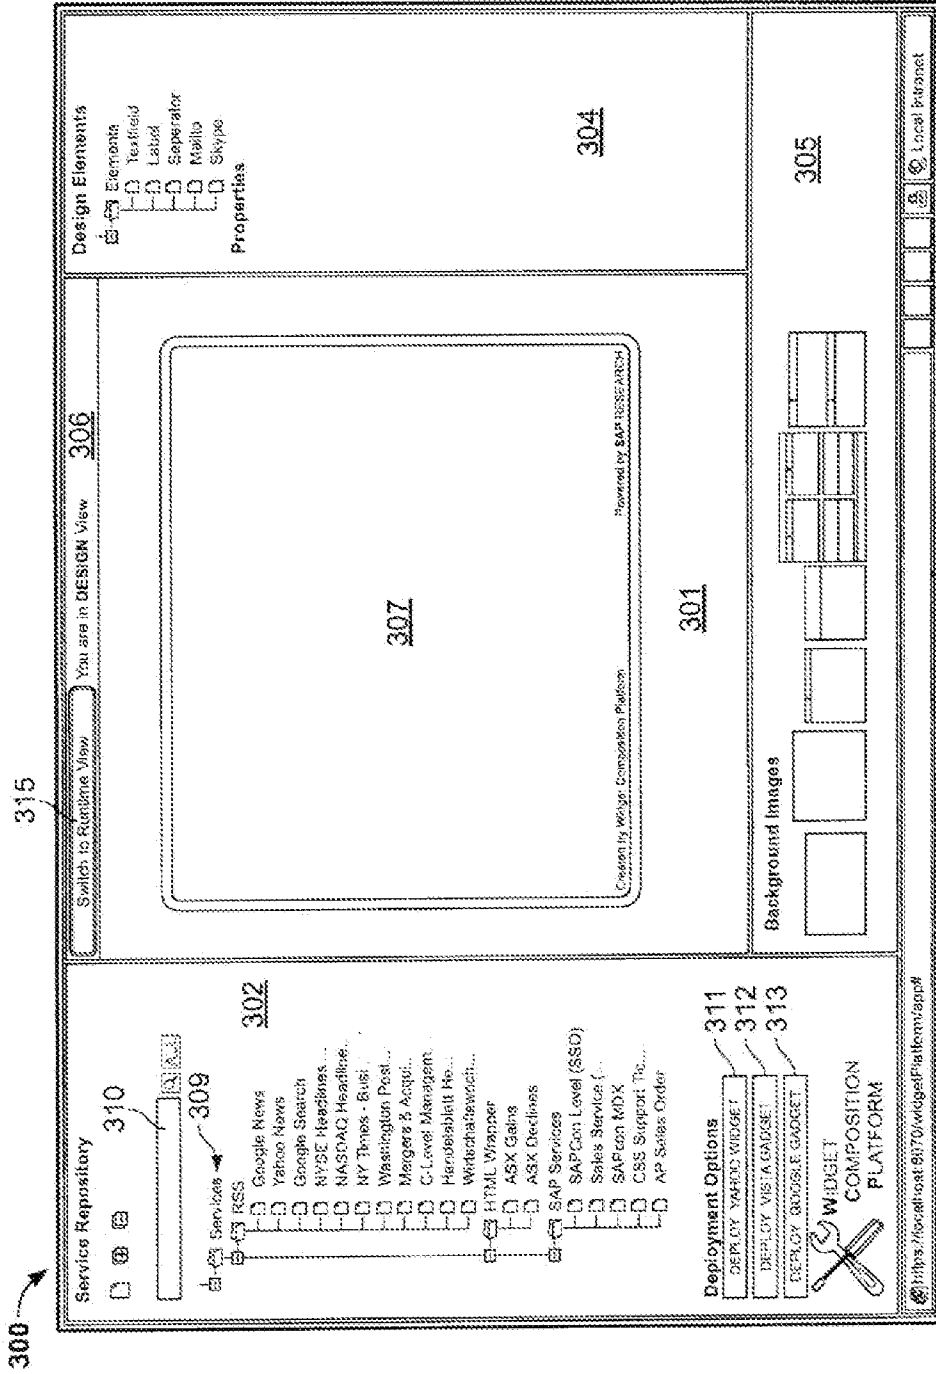 300
315
Service Repository
310
309
Services
RSS
Google News
Yahoo News
Google Search
NYSE Headlines...
NASDAQ Headline...
NY Times - Busi...
Washington Post...
Mergers & Acqui...
C-Level Managem...
Handelsblatt He...
HTML Wrapper
ASX Gains
ASX Declines
SAP Services
SAPCon Level (SSO)
Sales Service (...
SAPcon MDX
CSS Support Tic...
AP Sales Order
302
Deployment Options
DEPLOY YAHOO WIDGET
311
DEPLOY VISTA GADGET
312
DEPLOY GOOGLE GADGET
313
WIDGET
COMPOSITION
PLATFORM
Switch to Runtime View
You are in DESIGN View
306
307
Created by Widget Composition Platform
Powered by SAP RESEARCH
301
Design Elements
Elements
Textfield
Label
Seperator
Mailto
Skype
Properties
304
Background Images
305
Local intranet